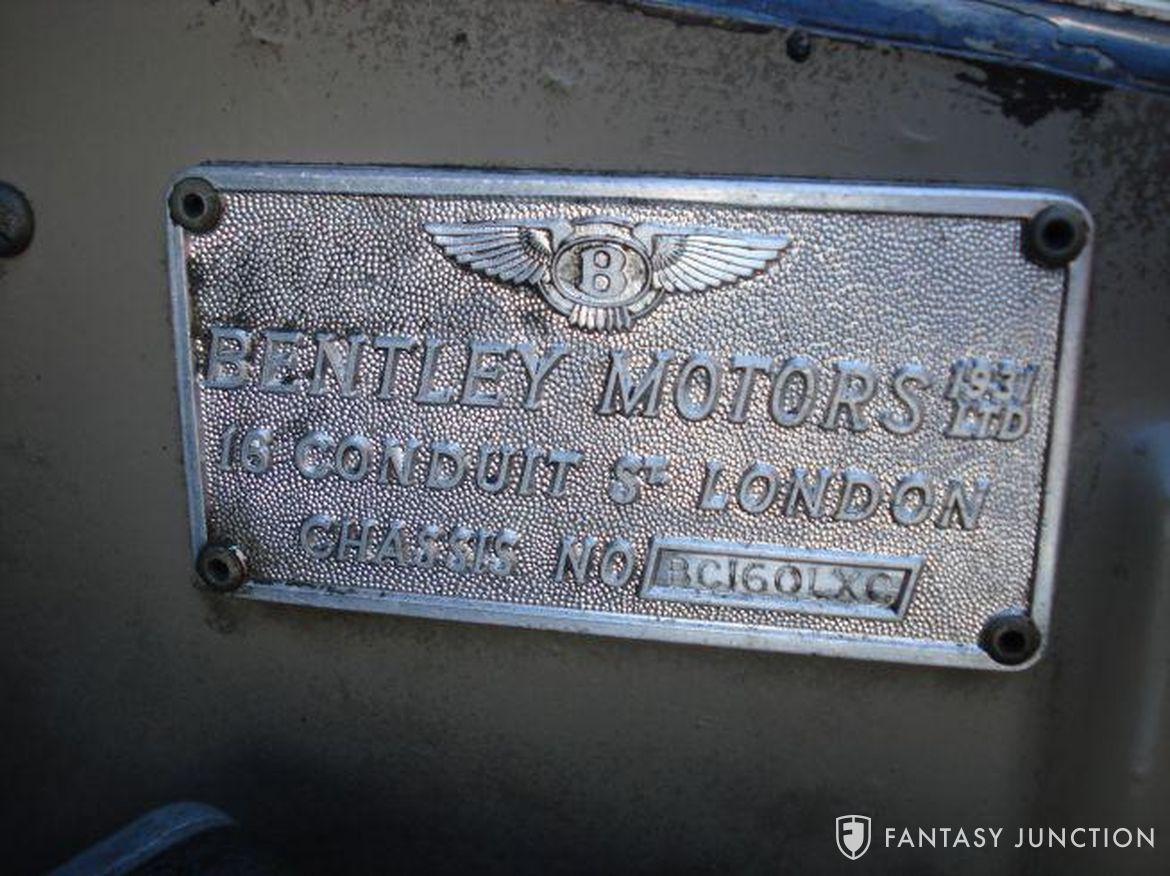 B
BENTLEY MOTORS 1931 LTD
16 CONDUIT ST LONDON
CHASSIS NO BC160LXC
FANTASY JUNCTION